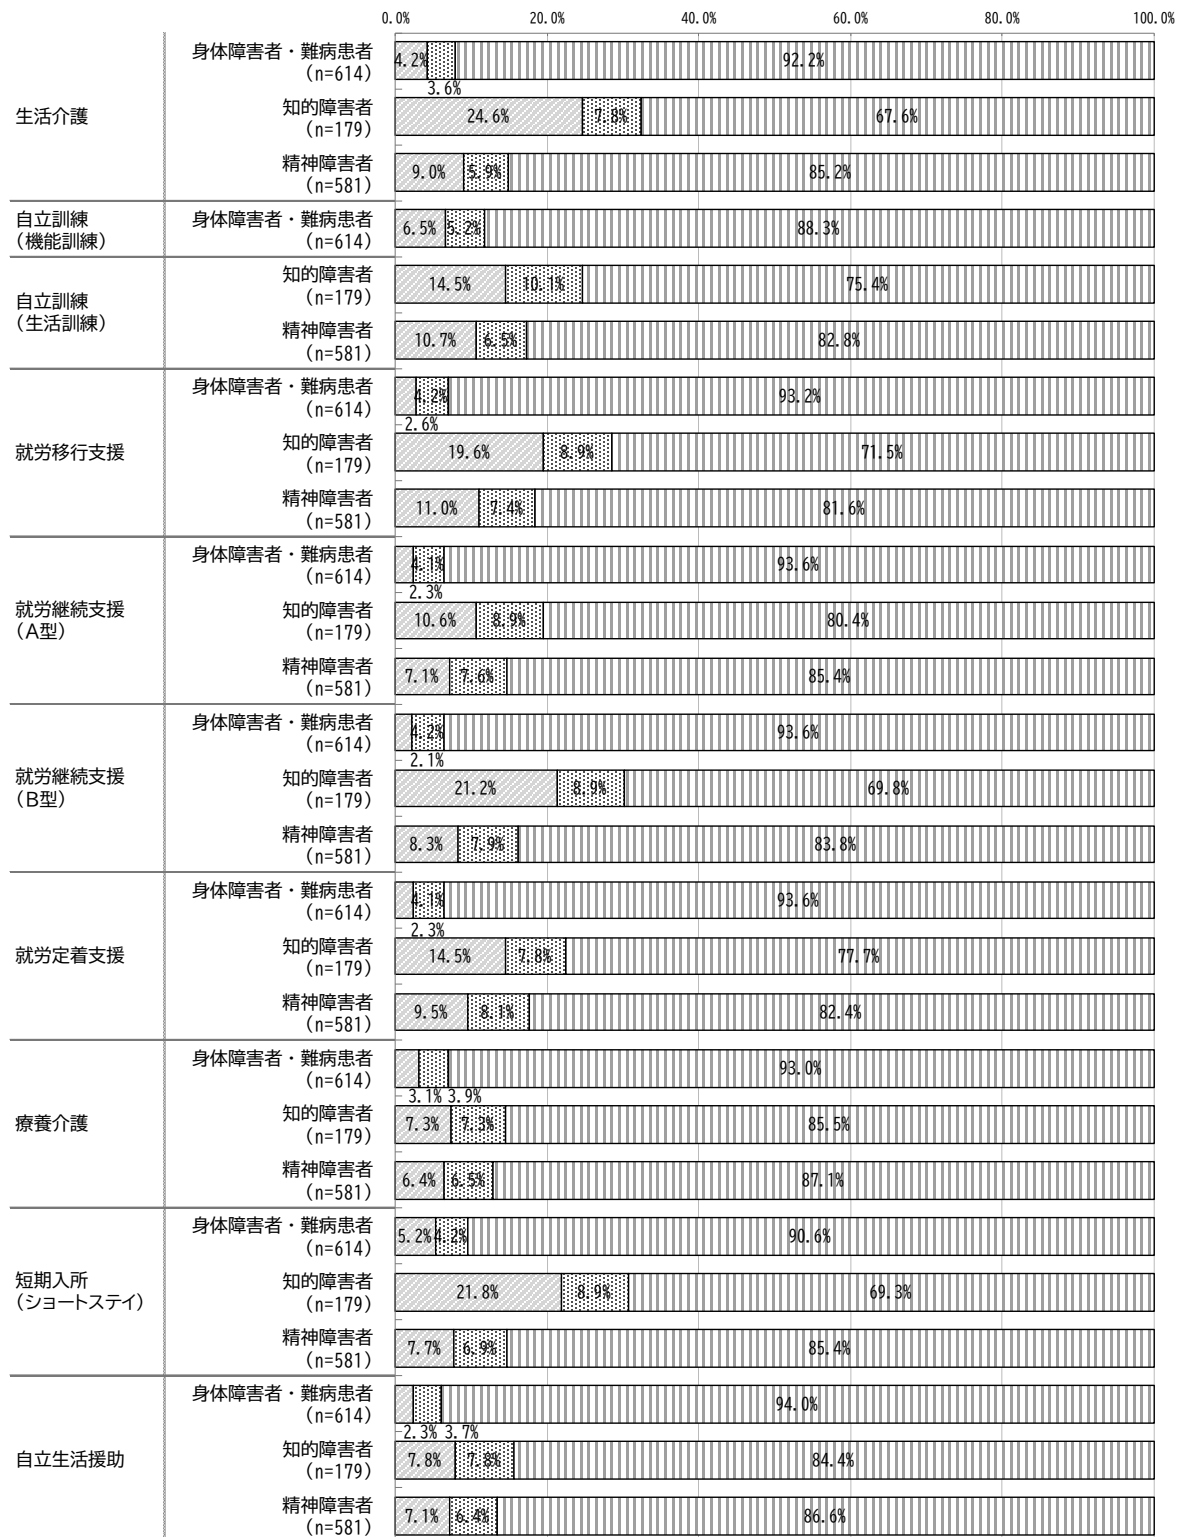 0.0% 20.0% 40.0% 60.0% 80.0% 100.0%
生活介護
身体障害者・難病患者
(n=614)
4.2% 3.6% 92.2%
知的障害者
(n=179)
24.6% 7.8% 67.6%
精神障害者
(n=581)
9.0% 5.9% 85.2%
自立訓練
（機能訓練）
身体障害者・難病患者
(n=614)
6.5% 5.2% 88.3%
自立訓練
（生活訓練）
知的障害者
(n=179)
14.5% 10.1% 75.4%
精神障害者
(n=581)
10.7% 6.5% 82.8%
就労移行支援
身体障害者・難病患者
(n=614)
2.6% 4.2% 93.2%
知的障害者
(n=179)
19.6% 8.9% 71.5%
精神障害者
(n=581)
11.0% 7.4% 81.6%
就労継続支援
（A型）
身体障害者・難病患者
(n=614)
2.3% 4.1% 93.6%
知的障害者
(n=179)
10.6% 8.9% 80.4%
精神障害者
(n=581)
7.1% 7.6% 85.4%
就労継続支援
（B型）
身体障害者・難病患者
(n=614)
2.1% 4.2% 93.6%
知的障害者
(n=179)
21.2% 8.9% 69.8%
精神障害者
(n=581)
8.3% 7.9% 83.8%
就労定着支援
身体障害者・難病患者
(n=614)
2.3% 4.1% 93.6%
知的障害者
(n=179)
14.5% 7.8% 77.7%
精神障害者
(n=581)
9.5% 8.1% 82.4%
療養介護
身体障害者・難病患者
(n=614)
3.1% 3.9% 93.0%
知的障害者
(n=179)
7.3% 7.3% 85.5%
精神障害者
(n=581)
6.4% 6.5% 87.1%
短期入所
（ショートステイ）
身体障害者・難病患者
(n=614)
5.2% 4.2% 90.6%
知的障害者
(n=179)
21.8% 8.9% 69.3%
精神障害者
(n=581)
7.7% 6.9% 85.4%
自立生活援助
身体障害者・難病患者
(n=614)
2.3% 3.7% 94.0%
知的障害者
(n=179)
7.8% 7.8% 84.4%
精神障害者
(n=581)
7.1% 6.4% 86.6%